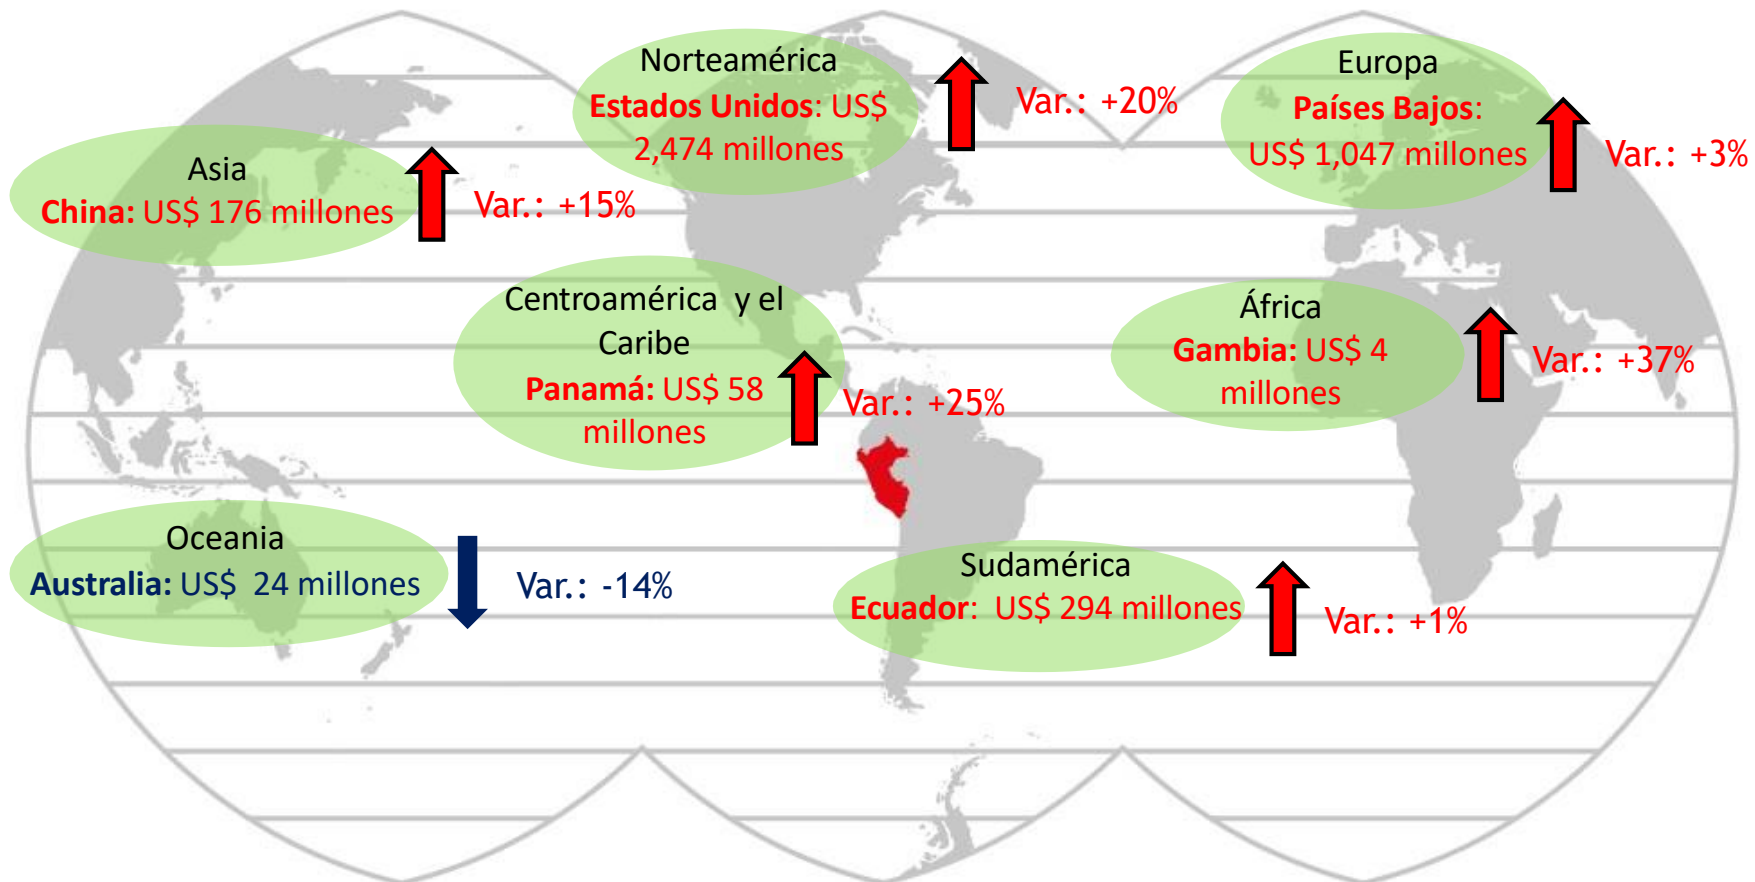 Norteamérica
Estados Unidos: US$
2,474 millones
Var.: +20%
Europa
Países Bajos:
US$ 1,047 millones
Var.: +3%
Asia
China: US$ 176 millones
Var.: +15%
Centroamérica y el
Caribe
Panamá: US$ 58
millones
Var.: +25%
África
Gambia: US$ 4
millones
Var.: +37%
Oceania
Australia: US$ 24 millones
Var.: -14%
Sudamérica
Ecuador: US$ 294 millones
Var.: +1%